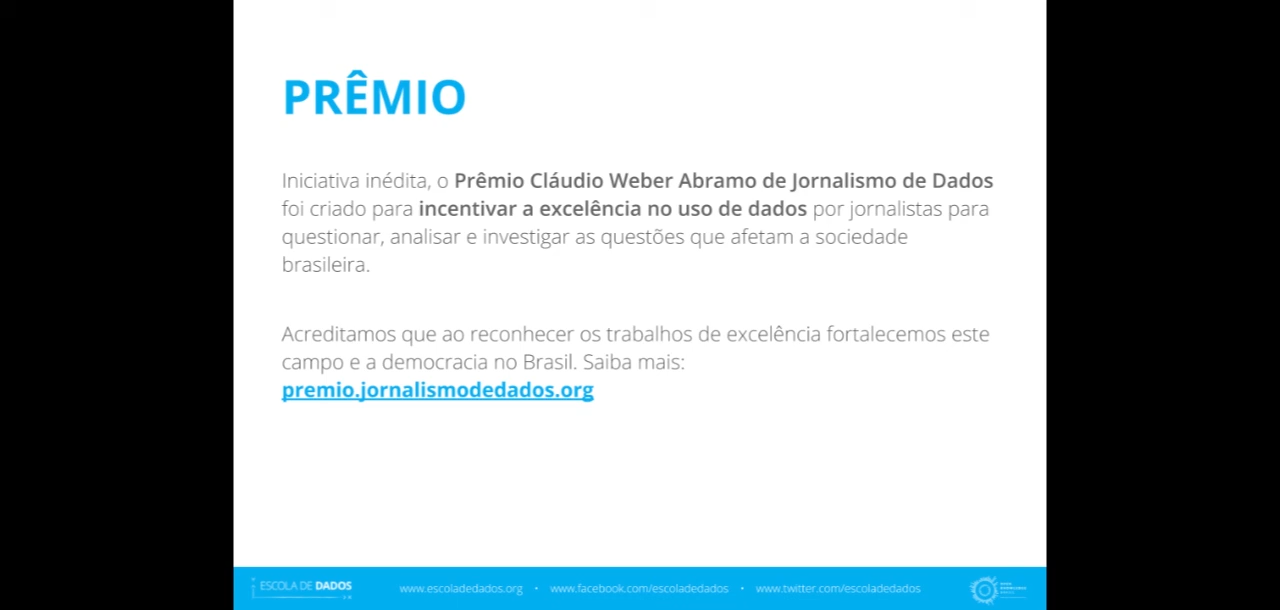 PRÊMIO
Iniciativa inédita, o Prêmio Cláudio Weber Abramo de Jornalismo de Dados
foi criado para incentivar a excelência no uso de dados por jornalistas para
questionar, analisar e investigar as questões que afetam a sociedade
brasileira.
Acreditamos que ao reconhecer os trabalhos de excelência fortalecemos este
campo e a democracia no Brasil. Saiba mais:
premio.jornalismodedados.org
ESCOLA DE DADOS
www.escoladedados.org • www.facebook.com/escoladedados • www.twitter.com/escoladedados